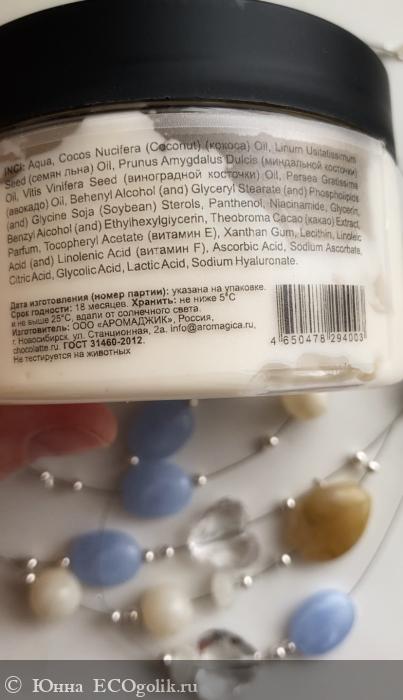 INCI: Aqua, Cocos Nucifera (Coconut) (кокоса) Oil, Linum Usitatissimum
Seed (семян льна) Oil, Prunus Amygdalus Dulcis (миндальной косточки)
Oil, Vitis Vinifera Seed (виноградной косточки) Oil, Persea Gratissima
(авокадо) Oil, Behenyl Alcohol (and) Glyceryl Stearate (and) Phospholipids
(and) Glycine Soja (Soybean) Sterols, Panthenol, Niacinamide, Glycerin,
Benzyl Alcohol (and) Ethylhexylglycerin, Theobroma Cacao (какао) Extract,
Parfum, Tocopheryl Acetate (витамин Е), Xanthan Gum, Lecithin, Linoleic
Acid (and) Linolenic Acid (витамин F), Ascorbic Acid, Sodium Ascorbate,
Citric Acid, Glycolic Acid, Lactic Acid, Sodium Hyaluronate.
Дата изготовления (номер партии): указана на упаковке.
Срок годности: 18 месяцев. Хранить: не ниже 5°С
и не выше 25°С, вдали от солнечного света.
Изготовитель: ООО «АРОМАДЖИК», Россия,
г. Новосибирск, ул. Станционная, 2а. info@aromagica.ru,
chocolatte.ru. ГОСТ 31460-2012.
Не тестируется на животных
4 650478 294003
© Юнна ECOgolik.ru